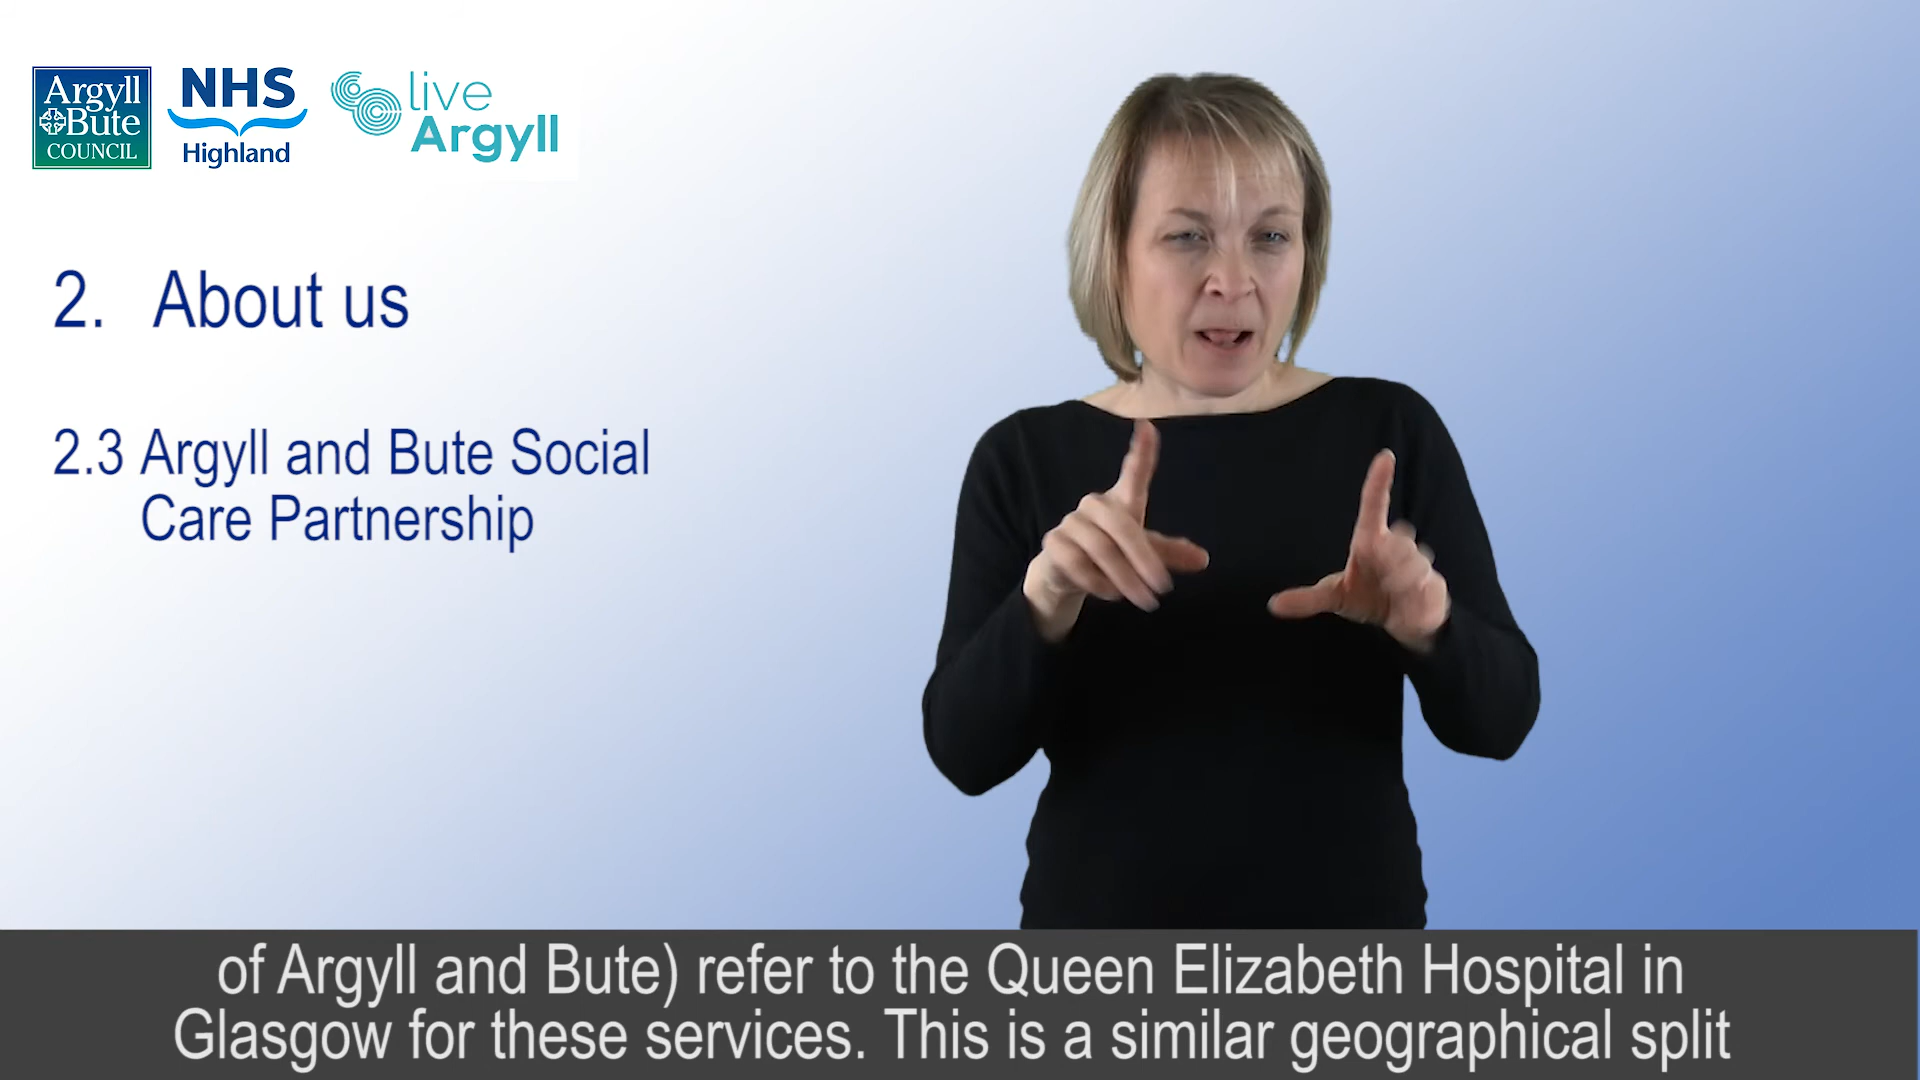 Argyll
Bute
COUNCIL
NHS
Highland
live
Argyll
2. About us
2.3 Argyll and Bute Social
Care Partnership
of Argyll and Bute) refer to the Queen Elizabeth Hospital in
Glasgow for these services. This is a similar geographical split